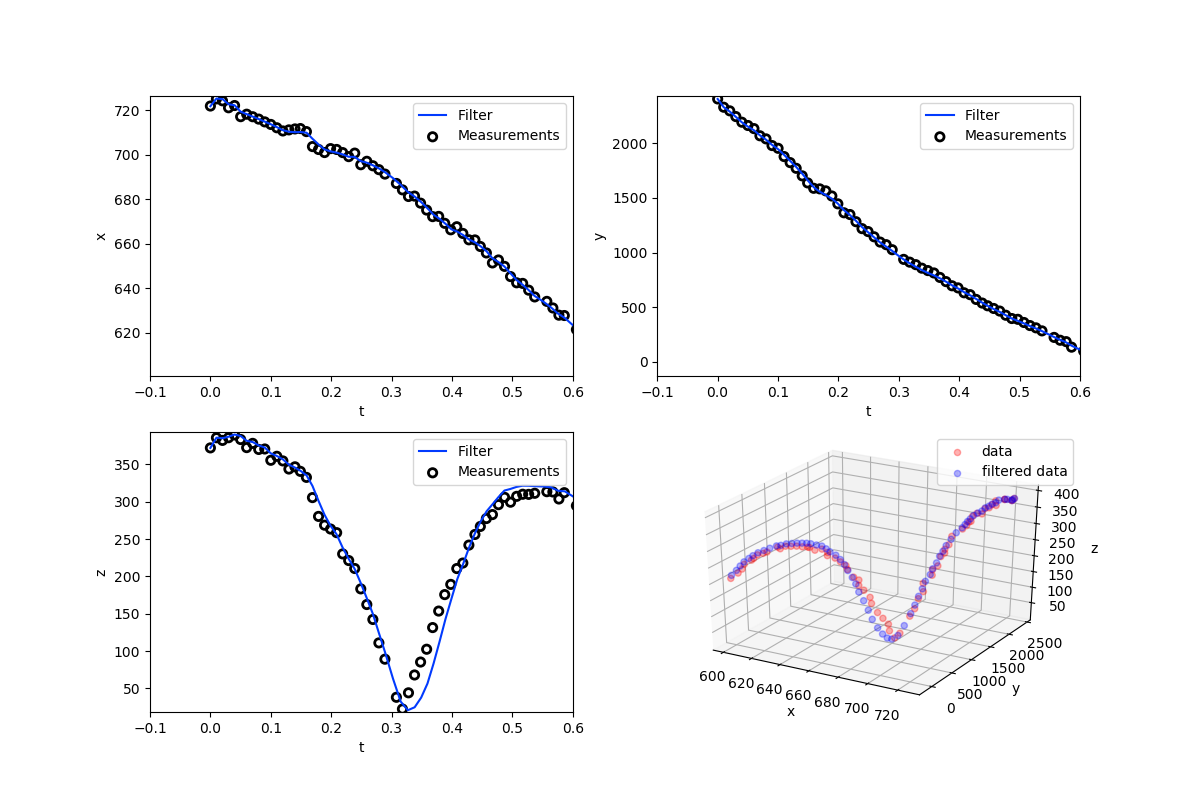 720
700
680
660
640
620
x
Filter
Measurements
−0.1 0.0 0.1 0.2 0.3 0.4 0.5 0.6
t
2000
1500
1000
500
0
y
Filter
Measurements
−0.1 0.0 0.1 0.2 0.3 0.4 0.5 0.6
t
350
300
250
200
150
100
50
z
Filter
Measurements
−0.1 0.0 0.1 0.2 0.3 0.4 0.5 0.6
t
data
filtered data
400
350
300
250
200
150
100
50
z
600 620 640 660 680 700 720
x
0 500 1000 1500 2000 2500
y